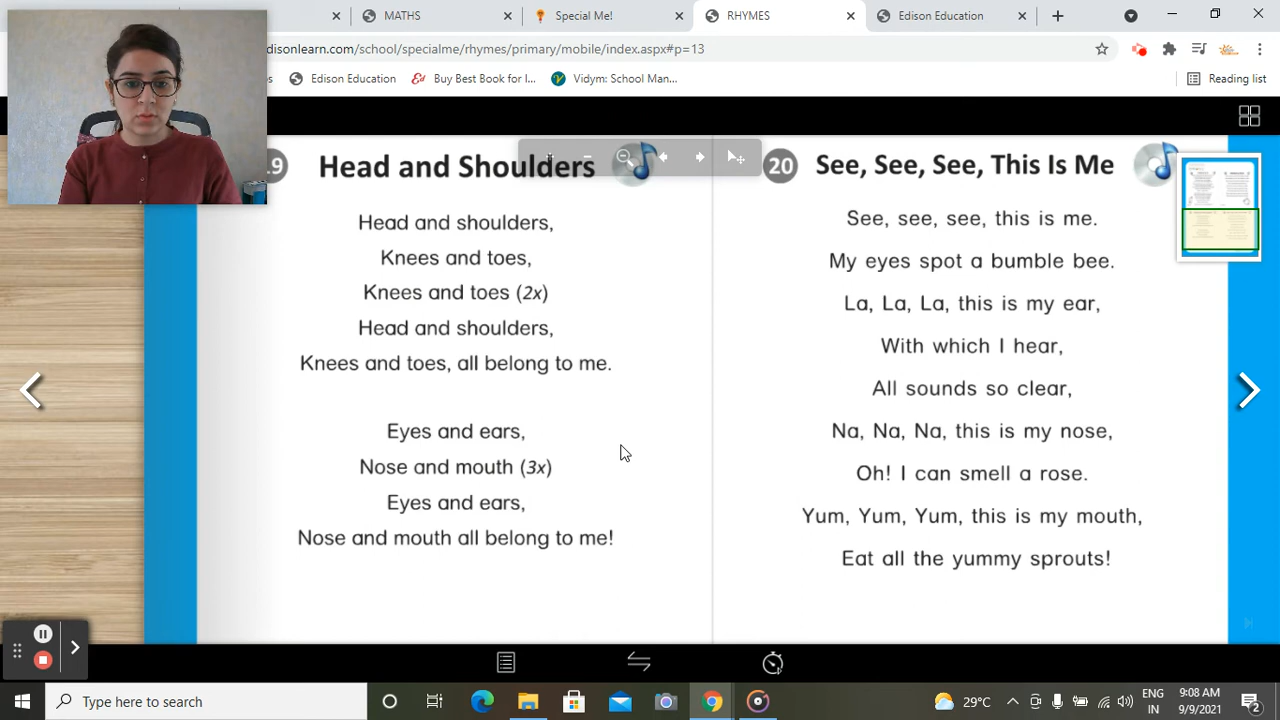 MATHS
Special Me!
RHYMES
Edison Education
disonlearn.com/school/specialme/rhymes/primary/mobile/index.aspx#p=13
Edison Education
Buy Best Book for I...
Vidym: School Man...
Reading list
Head and Shoulders
Head and shoulders,
Knees and toes,
Knees and toes (2x)
Head and shoulders,
Knees and toes, all belong to me.
Eyes and ears,
Nose and mouth (3x)
Eyes and ears,
Nose and mouth all belong to me!
20 See, See, See, This Is Me
See, see, see, this is me.
My eyes spot a bumble bee.
La, La, La, this is my ear,
With which I hear,
All sounds so clear,
Na, Na, Na, this is my nose,
Oh! I can smell a rose.
Yum, Yum, Yum, this is my mouth,
Eat all the yummy sprouts!
Type here to search
29°C
ENG
IN
9:08 AM
9/9/2021
2